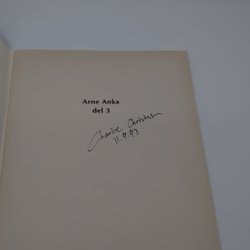 Arne Anka
del 3
Charlie Christensen
11.9.93